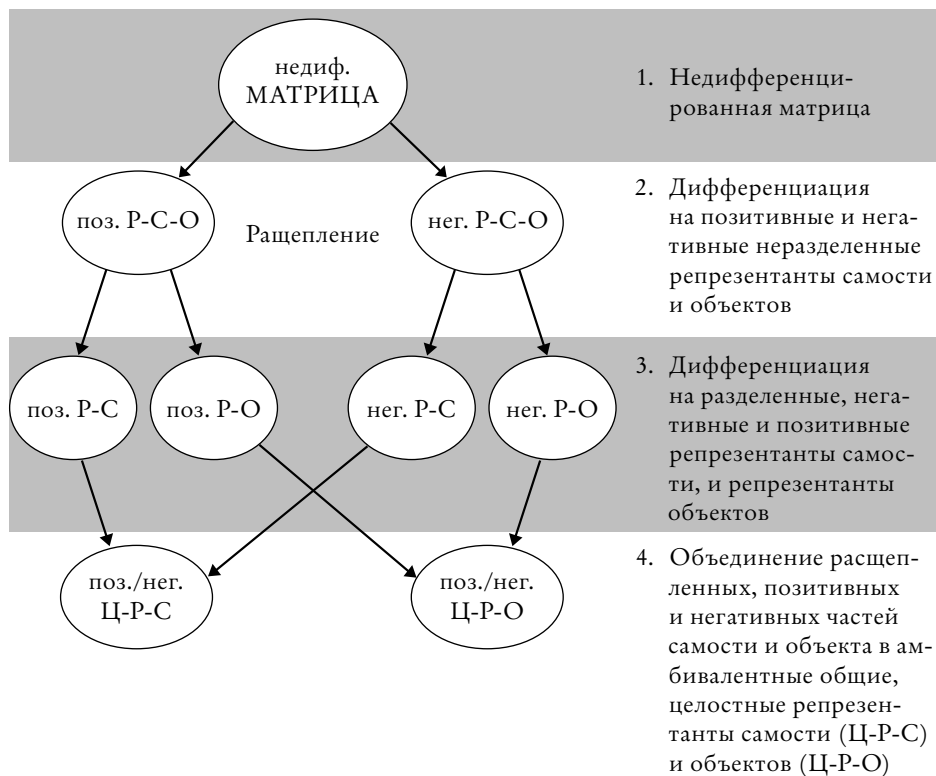 недиф.
МАТРИЦА
1. Недифференци-
рованная матрица
поз. Р-С-О
Ращепление
нег. Р-С-О
2. Дифференциация
на позитивные и нега-
тивные неразделенные
репрезентанты самости
и объектов
поз. Р-С
поз. Р-О
нег. Р-С
нег. Р-О
3. Дифференциация
на разделенные, нега-
тивные и позитивные
репрезентанты самос-
ти, и репрезентанты
объектов
поз./нег.
Ц-Р-С
поз./нег.
Ц-Р-О
4. Объединение расщеп-
ленных, позитивных
и негативных частей
самости и объекта в ам-
бивалентные общие,
целостные репрезен-
танты самости (Ц-Р-С)
и объектов (Ц-Р-О)